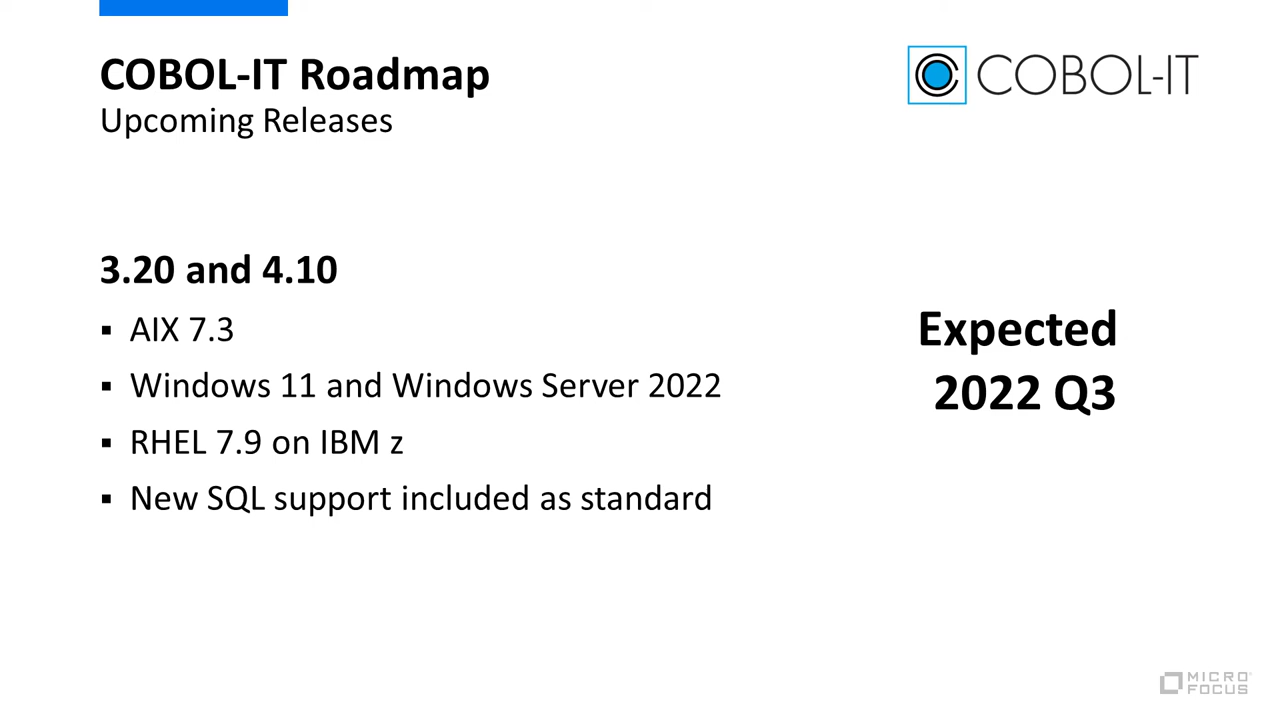 COBOL-IT Roadmap
Upcoming Releases
COBOL-IT
3.20 and 4.10
▪ AIX 7.3
▪ Windows 11 and Windows Server 2022
▪ RHEL 7.9 on IBM z
▪ New SQL support included as standard
Expected
2022 Q3
MICRO
FOCUS